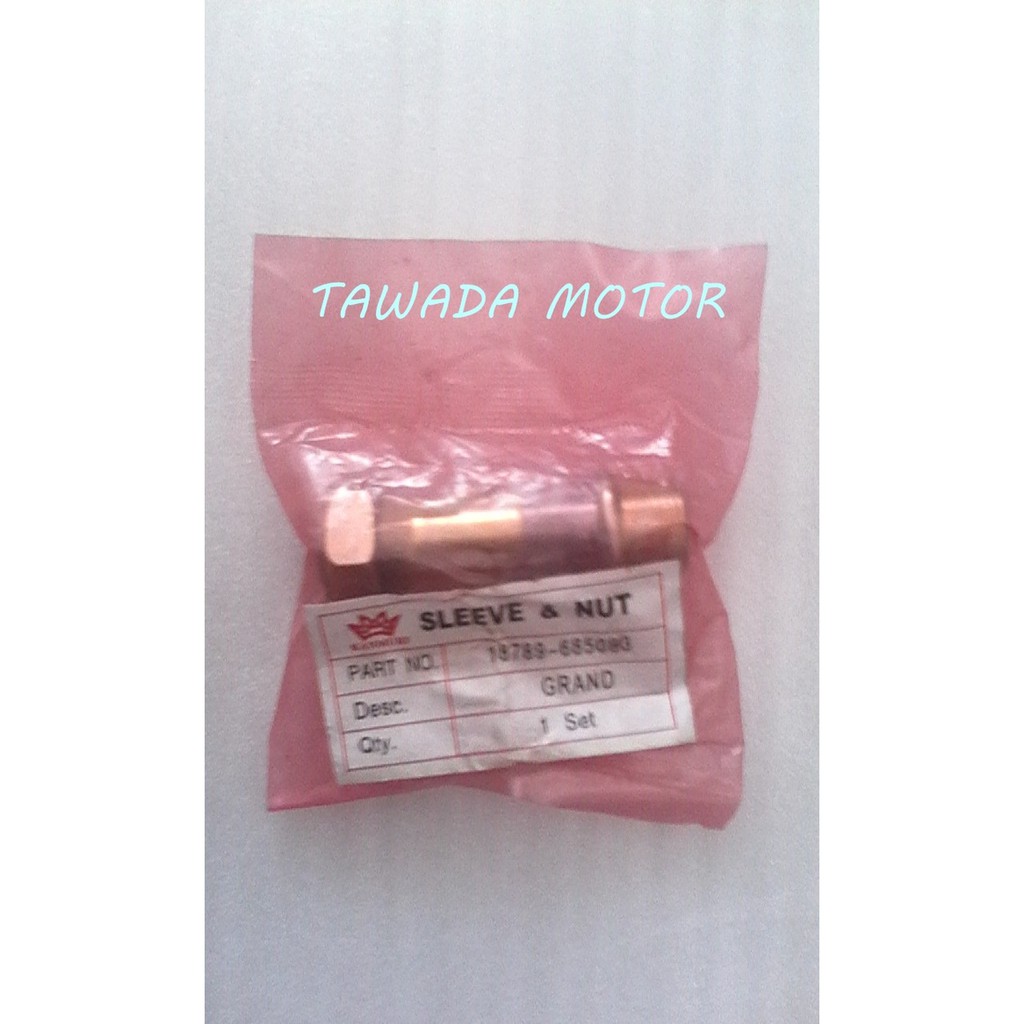 TAWADA MOTOR
SLEEVE & NUT
PART NO.
Desc. GRAND
Qty. 1 Set